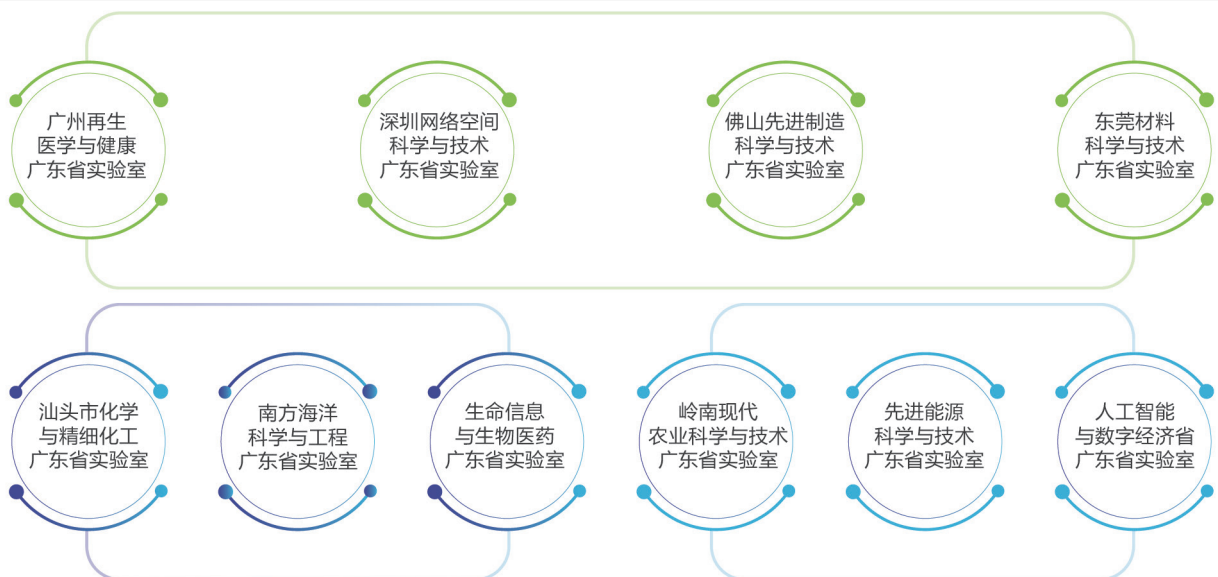 广州再生
医学与健康
广东省实验室
深圳网络空间
科学与技术
广东省实验室
佛山先进制造
科学与技术
广东省实验室
东莞材料
科学与技术
广东省实验室
汕头市化学
与精细化工
广东省实验室
南方海洋
科学与工程
广东省实验室
生命信息
与生物医药
广东省实验室
岭南现代
农业科学与技术
广东省实验室
先进能源
科学与技术
广东省实验室
人工智能
与数字经济省
广东省实验室